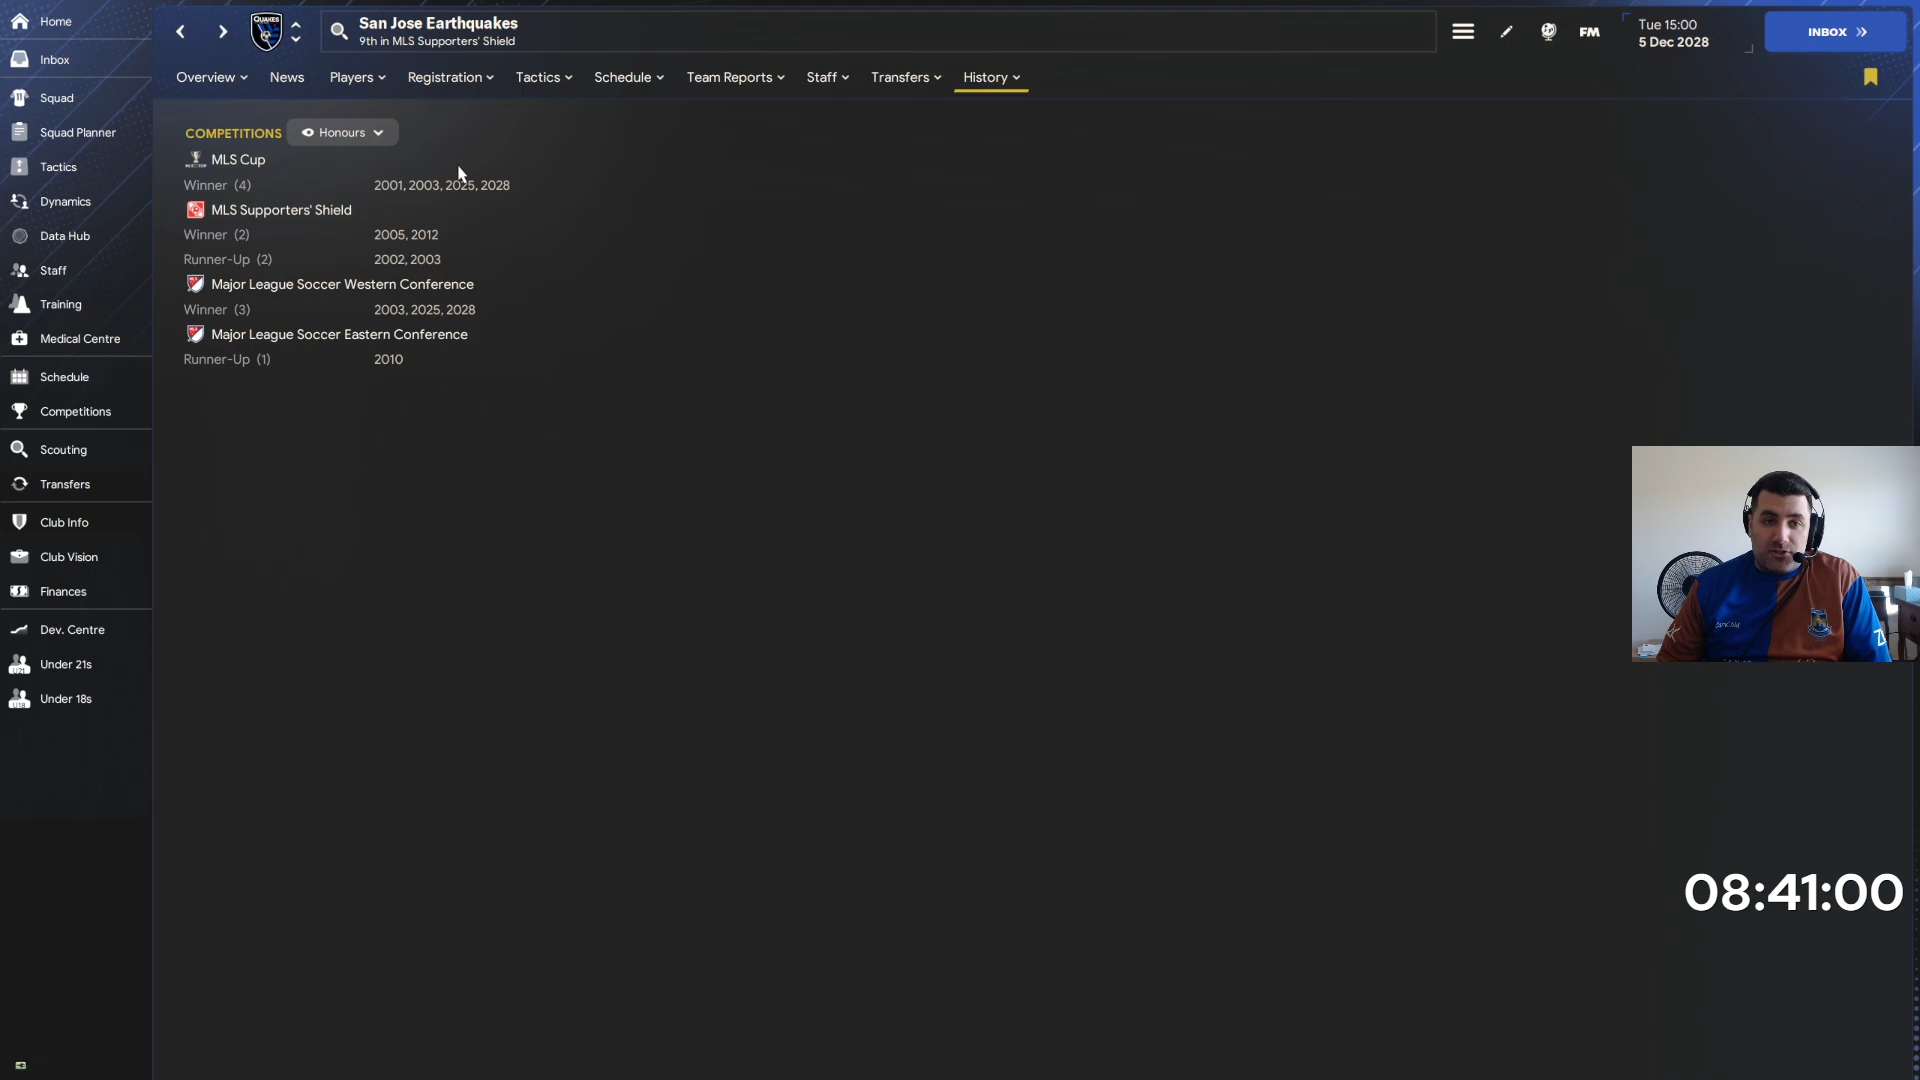 Home
Inbox
Squad
Squad Planner
Tactics
Dynamics
Data Hub
Staff
Training
Medical Centre
Schedule
Competitions
Scouting
Transfers
Club Info
Club Vision
Finances
Dev. Centre
Under 21s
Under 18s
QUAKES
San Jose Earthquakes
9th in MLS Supporters' Shield
FM
Tue 15:00
5 Dec 2028
INBOX
Overview News Players Registration Tactics Schedule Team Reports Staff Transfers History
COMPETITIONS Honours
MLS Cup
Winner (4) 2001, 2003, 2025, 2028
MLS Supporters' Shield
Winner (2) 2005, 2012
Runner-Up (2) 2002, 2003
Major League Soccer Western Conference
Winner (3) 2003, 2025, 2028
Major League Soccer Eastern Conference
Runner-Up (1) 2010
08:41:00